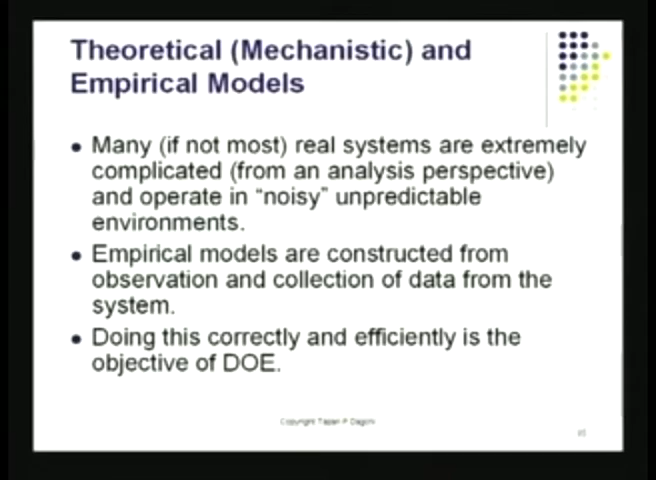 Theoretical (Mechanistic) and
Empirical Models
• Many (if not most) real systems are extremely
complicated (from an analysis perspective)
and operate in “noisy” unpredictable
environments.
• Empirical models are constructed from
observation and collection of data from the
system.
• Doing this correctly and efficiently is the
objective of DOE.
Copyright Tapan P Bagchi